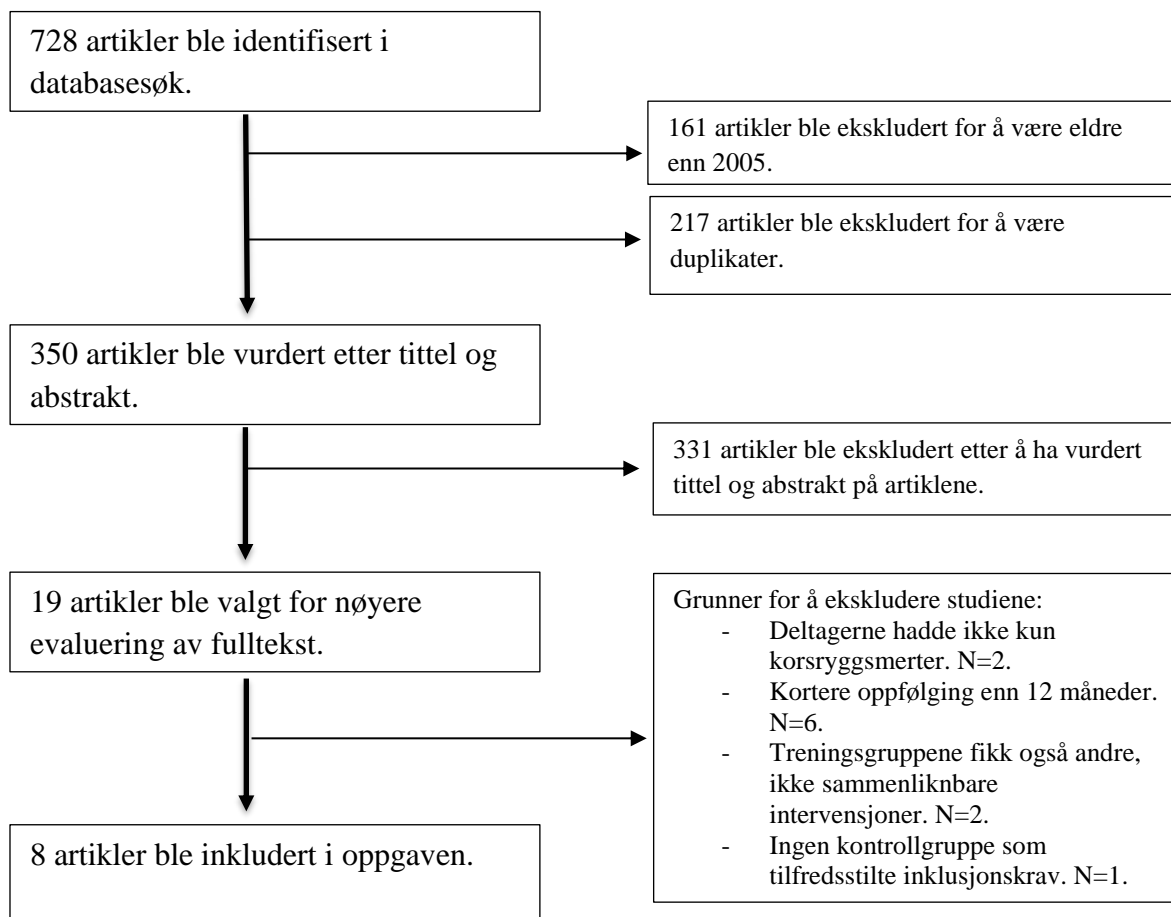 728 artikler ble identifisert i
databasesøk.
161 artikler ble ekskludert for å være eldre
enn 2005.
217 artikler ble ekskludert for å være
duplikater.
350 artikler ble vurdert etter tittel og
abstrakt.
331 artikler ble ekskludert etter å ha vurdert
tittel og abstrakt på artiklene.
19 artikler ble valgt for nøyere
evaluering av fulltekst.
Grunner for å ekskludere studiene:
- Deltagerne hadde ikke kun
korsryggsmerter. N=2.
- Kortere oppfølging enn 12 måneder.
N=6.
- Treningsgruppene fikk også andre,
ikke sammenliknbare
intervensjoner. N=2.
- Ingen kontrollgruppe som
tilfredsstilte inklusjonskrav. N=1.
8 artikler ble inkludert i oppgaven.